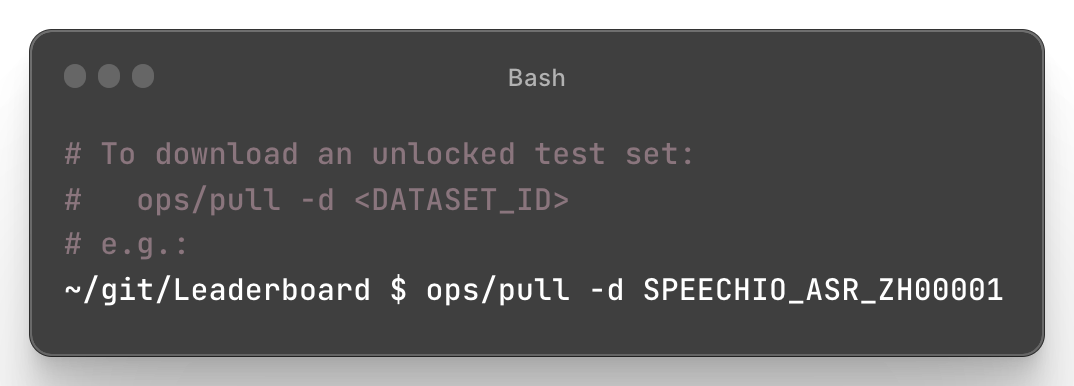 Bash
# To download an unlocked test set:
#   ops/pull -d <DATASET_ID>
# e.g.:
~/git/Leaderboard $ ops/pull -d SPEECHIO_ASR_ZH00001